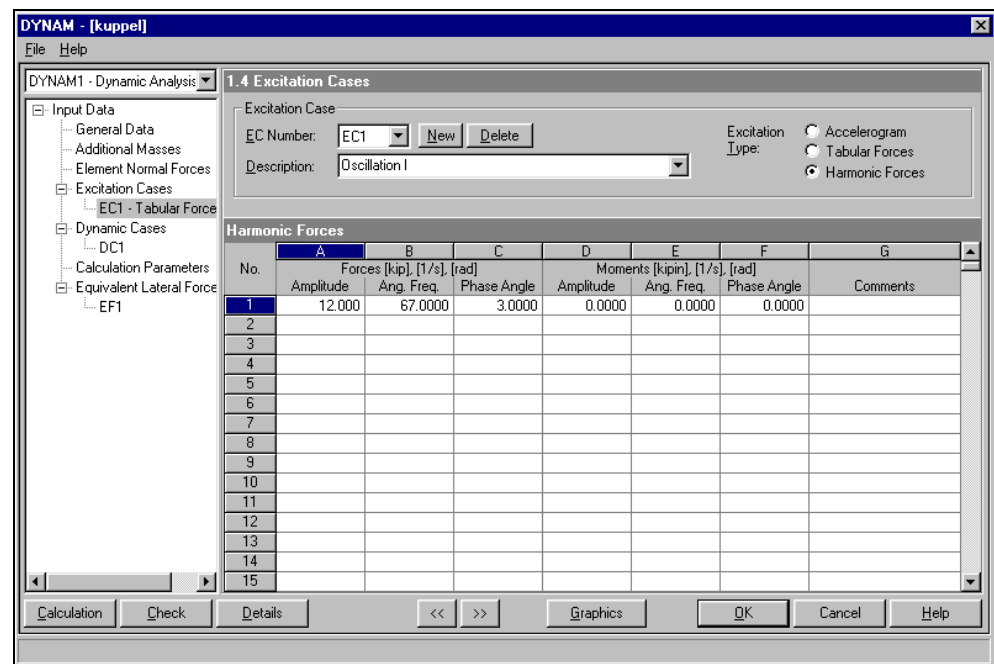 DYNAM - [kuppel]
File Help
DYNAM1 - Dynamic Analysis
Input Data
General Data
Additional Masses
Element Normal Forces
Excitation Cases
EC1 - Tabular Force
Dynamic Cases
DC1
Calculation Parameters
Equivalent Lateral Force
EF1
1.4 Excitation Cases
Excitation Case
EC Number: EC1 New Delete
Description: Oscillation I
Excitation Type:
Accelerogram
Tabular Forces
Harmonic Forces
Harmonic Forces
A B C D E F G
No. Forces [kip], [1/s], [rad] Moments [kipin], [1/s], [rad]
Amplitude Ang. Freq. Phase Angle Amplitude Ang. Freq. Phase Angle Comments
1 12.000 67.0000 3.0000 0.0000 0.0000 0.0000
2
3
4
5
6
7
8
9
10
11
12
13
14
15
Calculation Check Details << >> Graphics OK Cancel Help